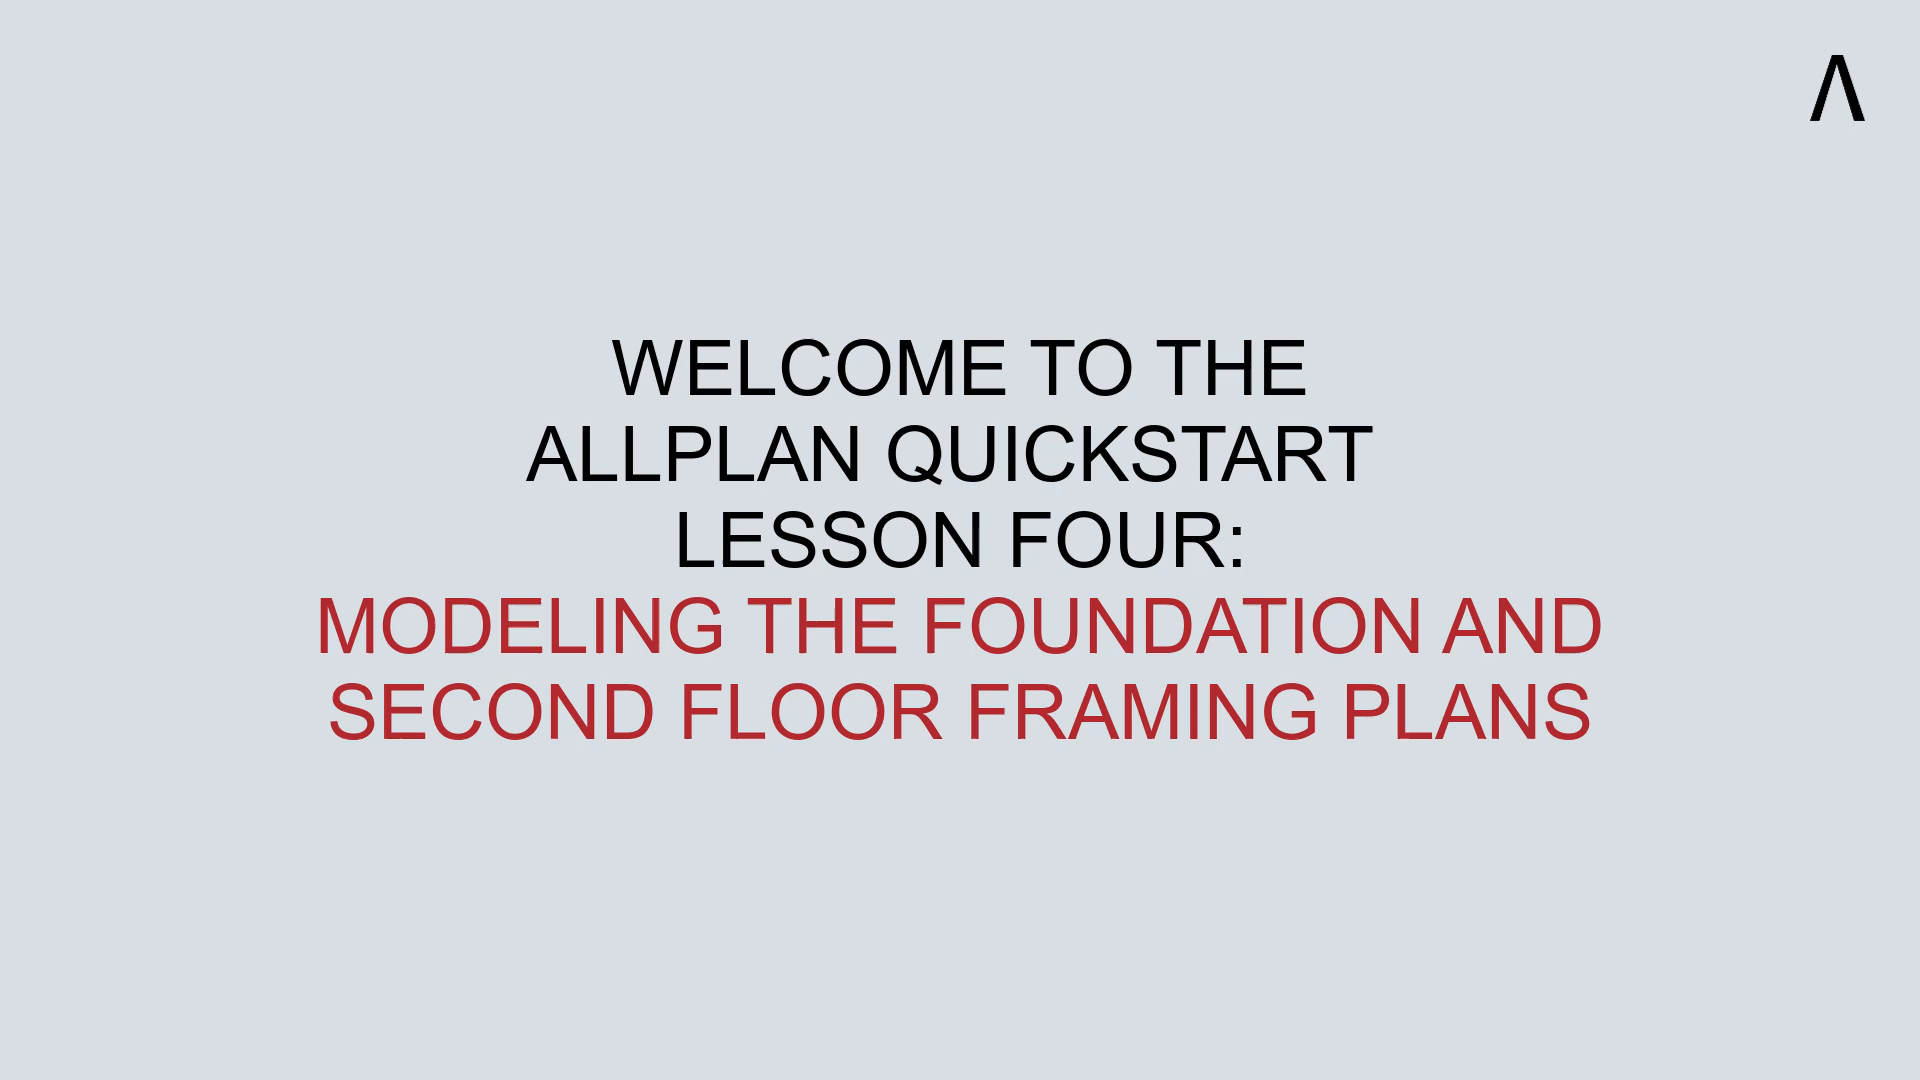 WELCOME TO THE
ALLPLAN QUICKSTART
LESSON FOUR:
MODELING THE FOUNDATION AND
SECOND FLOOR FRAMING PLANS